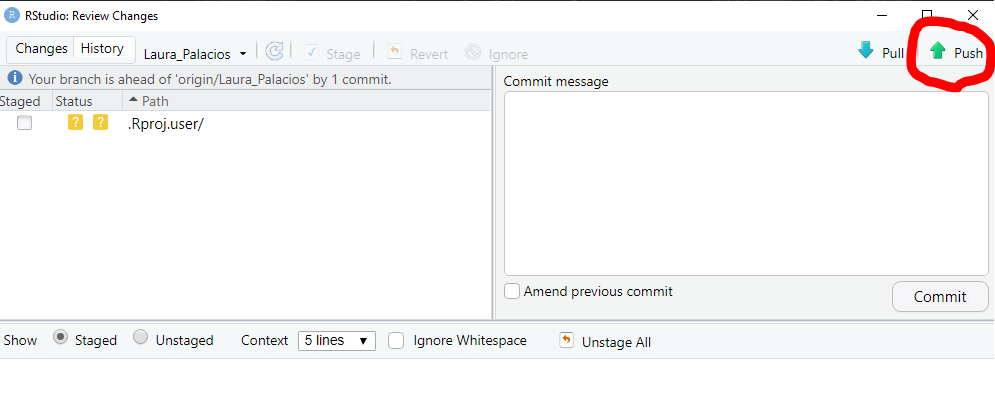 R RStudio: Review Changes
Changes History Laura_Palacios Stage Revert Ignore Pull Push
Your branch is ahead of 'origin/Laura_Palacios' by 1 commit.
Staged Status Path
? ? .Rproj.user/
Commit message
Amend previous commit
Commit
Show Staged Unstaged Context 5 lines Ignore Whitespace Unstage All